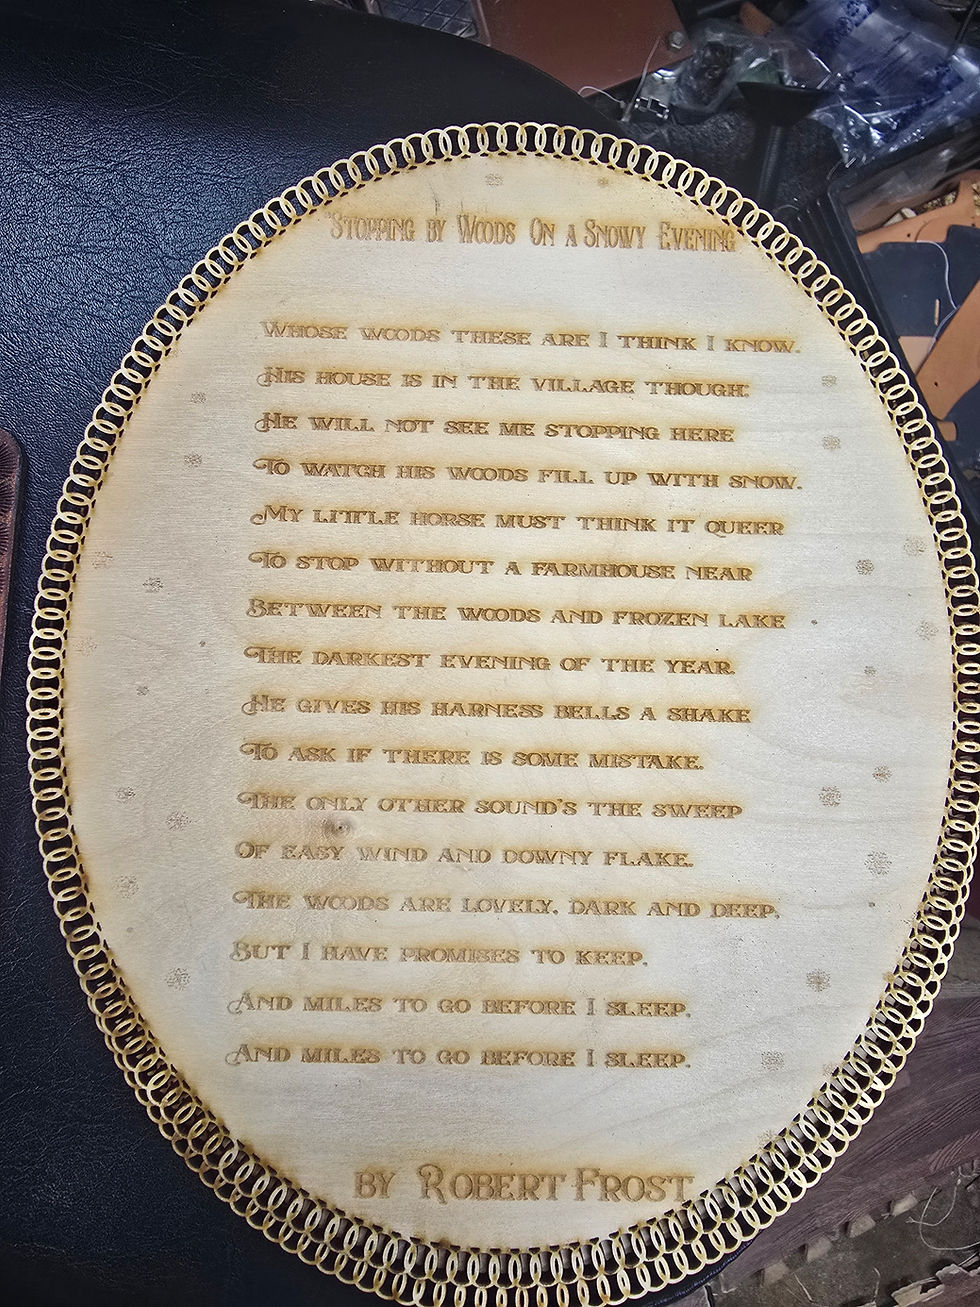 "Stopping by Woods On a Snowy Evening
Whose woods these are I think I know.
His house is in the village though;
He will not see me stopping here
To watch his woods fill up with snow.
My little horse must think it queer
To stop without a farmhouse near
Between the woods and frozen lake
The darkest evening of the year.
He gives his harness bells a shake
To ask if there is some mistake.
The only other sound's the sweep
Of easy wind and downy flake.
The woods are lovely, dark and deep,
But I have promises to keep,
And miles to go before I sleep,
And miles to go before I sleep.
by Robert Frost